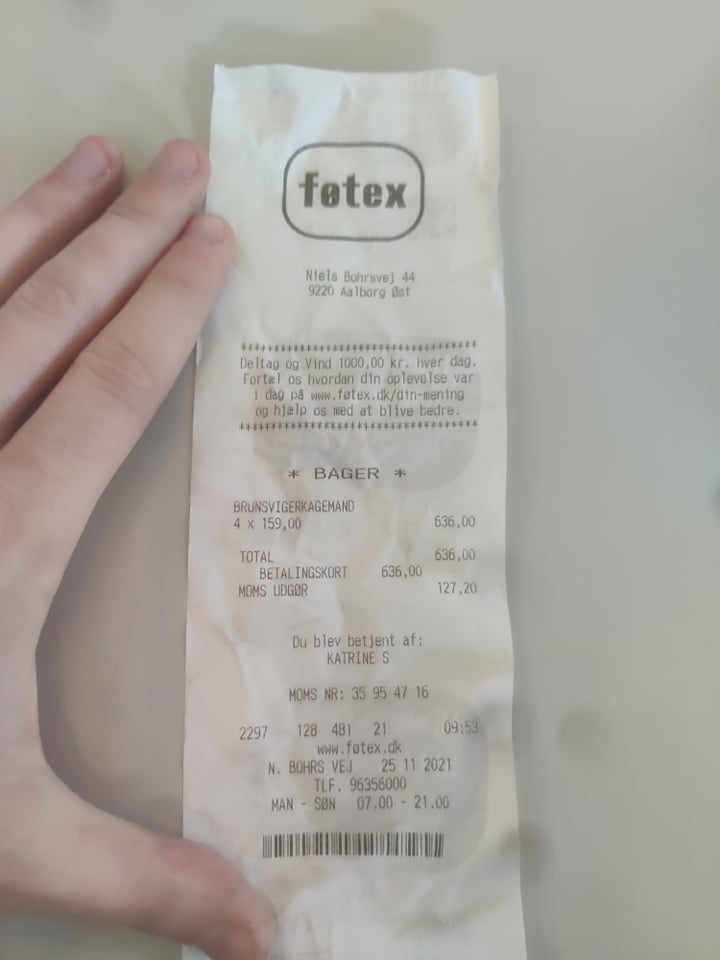 føtex
Niels Bohrsvej 44
9220 Aalborg Øst
****************************************
Deltag og Vind 1000,00 kr. hver dag.
Fortæl os hvordan din oplevelse var
i dag på www.føtex.dk/din-mening
og hjælp os med at blive bedre.
****************************************
* BAGER *
BRUNSVIGERKAGEMAND
4 x 159,00 636,00
TOTAL 636,00
BETALINGSKORT 636,00
MOMS UDGØR 127,20
Du blev betjent af:
KATRINE S
MOMS NR: 35 95 47 16
2297 128 481 21 09:53
www.føtex.dk
N. BOHRS VEJ 25 11 2021
TLF. 96356000
MAN - SØN 07.00 - 21.00